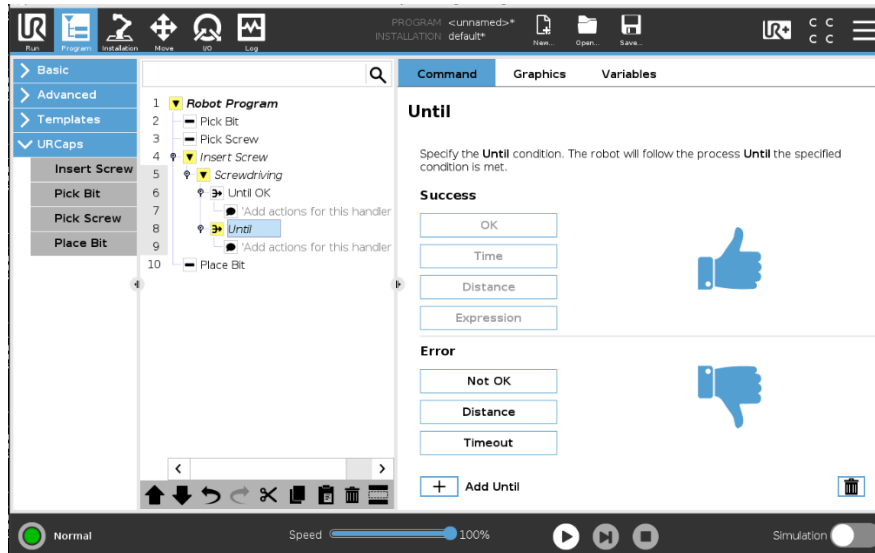 PROGRAM <unnamed>*
INSTALLATION default*
UR
Run
Program
Installation
Move
I/O
Log
New...
Open...
Save...
UR+
C C
C C
Basic
Advanced
Templates
URCaps
Insert Screw
Pick Bit
Pick Screw
Place Bit
1 Robot Program
2 Pick Bit
3 Pick Screw
4 Insert Screw
5 Screwdriving
6 Until OK
7 'Add actions for this handler
8 Until
9 'Add actions for this handler
10 Place Bit
Command Graphics Variables
Until
Specify the Until condition. The robot will follow the process Until the specified
condition is met.
Success
OK
Time
Distance
Expression
Error
Not OK
Distance
Timeout
+ Add Until
Normal
Speed 100%
Simulation